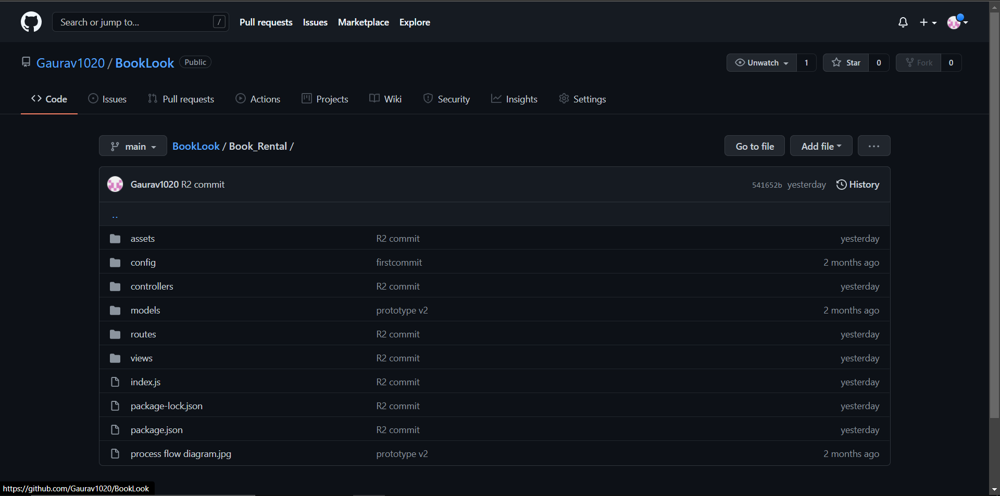 Search or jump to... / Pull requests Issues Marketplace Explore
Gaurav1020 / BookLook Public Unwatch 1 Star 0 Fork 0
Code Issues Pull requests Actions Projects Wiki Security Insights Settings
main BookLook / Book_Rental / Go to file Add file ...
Gaurav1020 R2 commit 541652b yesterday History
..
assets R2 commit yesterday
config firstcommit 2 months ago
controllers R2 commit yesterday
models prototype v2 2 months ago
routes R2 commit yesterday
views R2 commit yesterday
index.js R2 commit yesterday
package-lock.json R2 commit yesterday
package.json R2 commit yesterday
process flow diagram.jpg prototype v2 2 months ago
https://github.com/Gaurav1020/BookLook